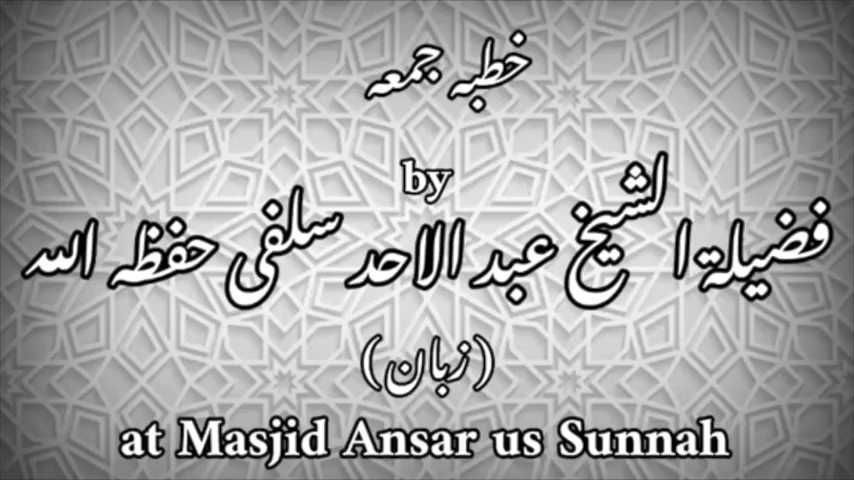 خطبہ جمعہ
by
فضیلۃ الشیخ عبد الاحد سلفی حفظہ اللہ
(زبان)
at Masjid Ansar us Sunnah